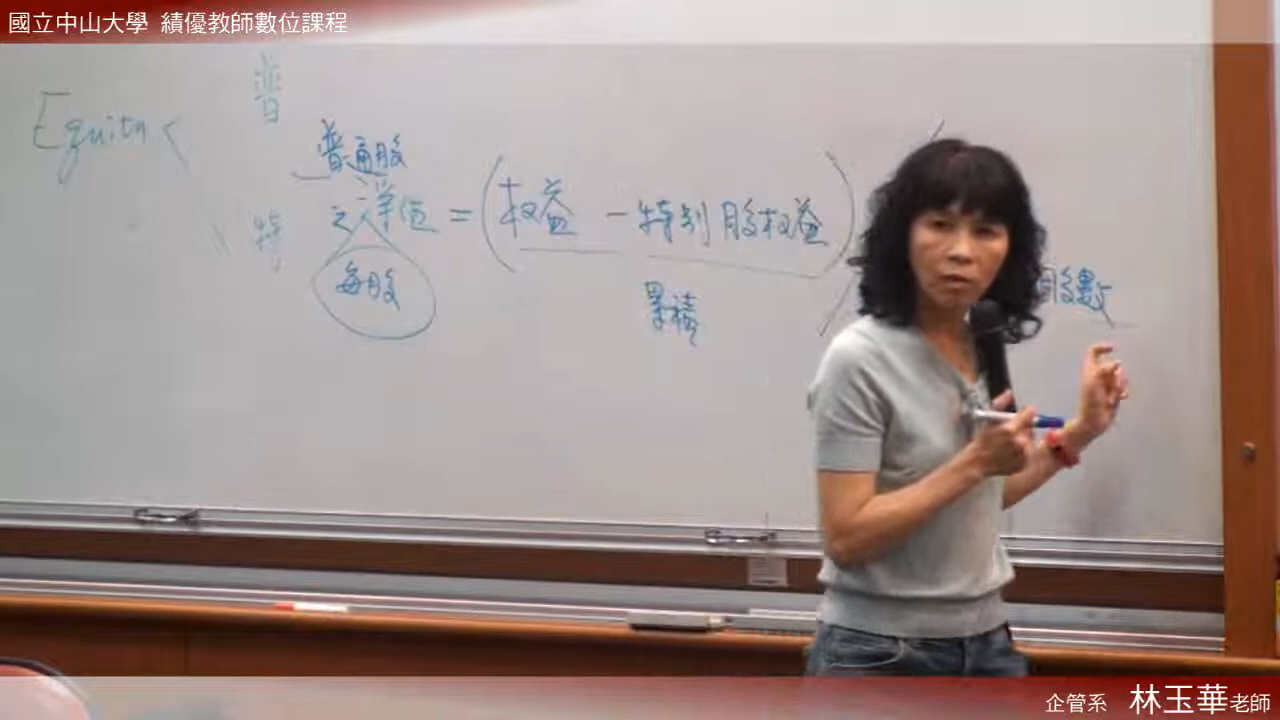 國立中山大學 績優教師數位課程
Equity <
普
普通股
之每股淨值 = (權益 - 特別股權益)
特
每股
累積
股數
企管系 林玉華老師